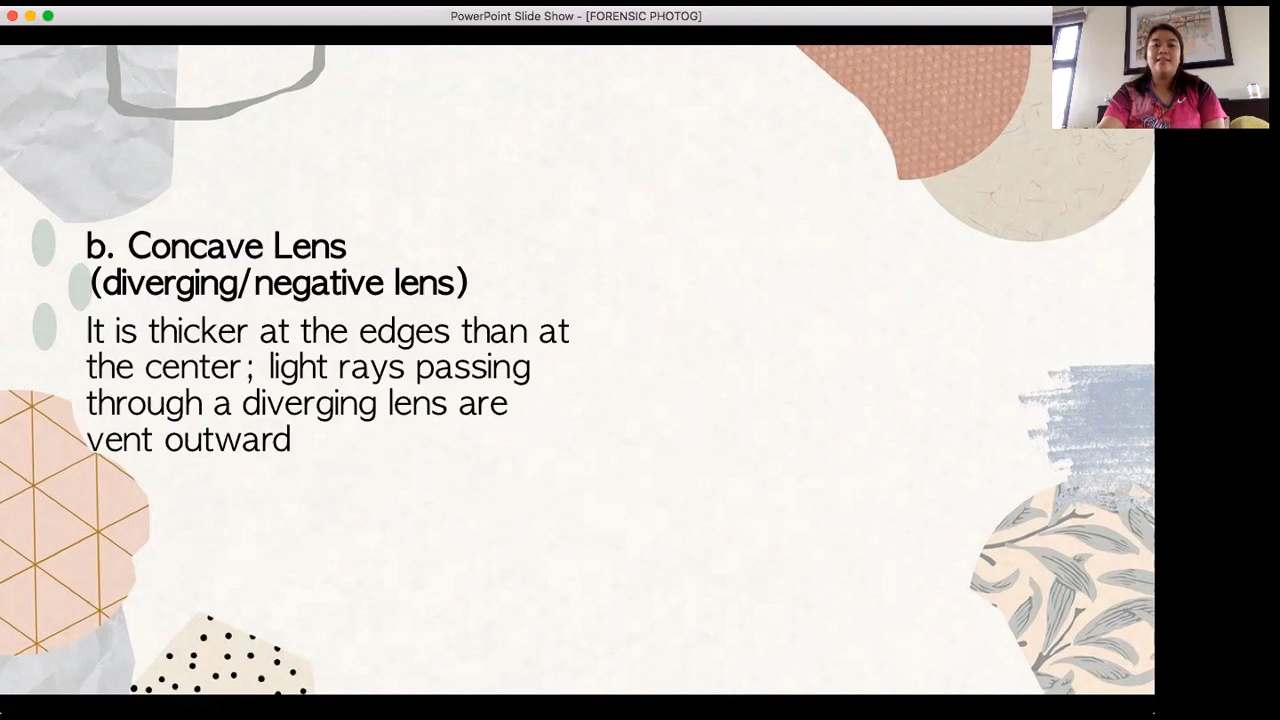 PowerPoint Slide Show - [FORENSIC PHOTOG]
b. Concave Lens
(diverging/negative lens)
It is thicker at the edges than at
the center; light rays passing
through a diverging lens are
vent outward